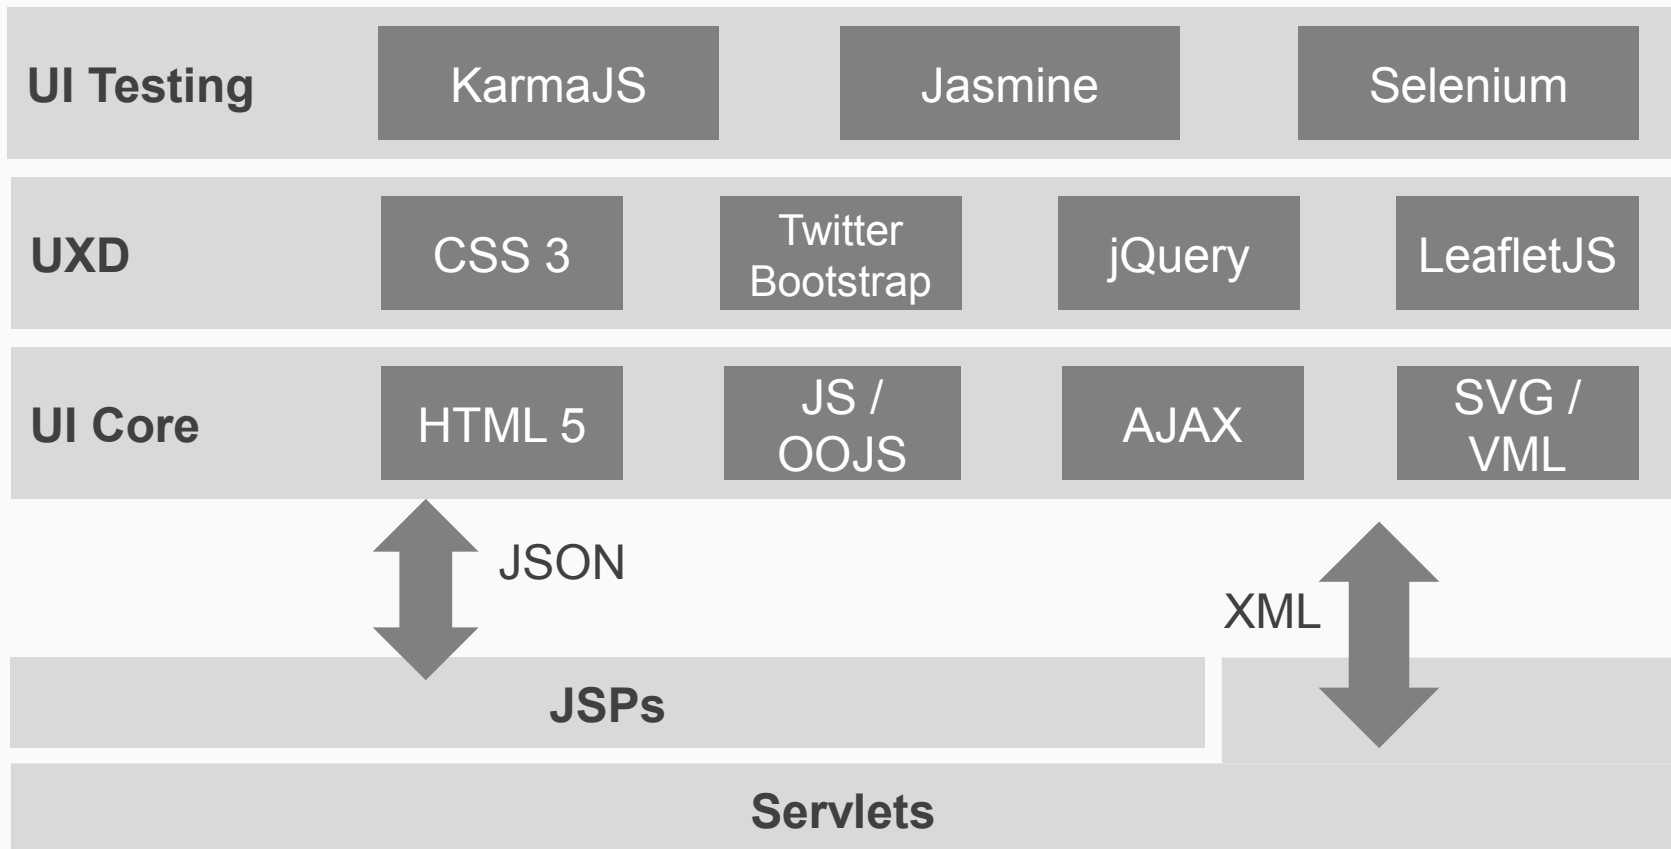 UI Testing
KarmaJS
Jasmine
Selenium
UXD
CSS 3
Twitter
Bootstrap
jQuery
LeafletJS
UI Core
HTML 5
JS /
OOJS
AJAX
SVG /
VML
JSON
XML
JSPs
Servlets